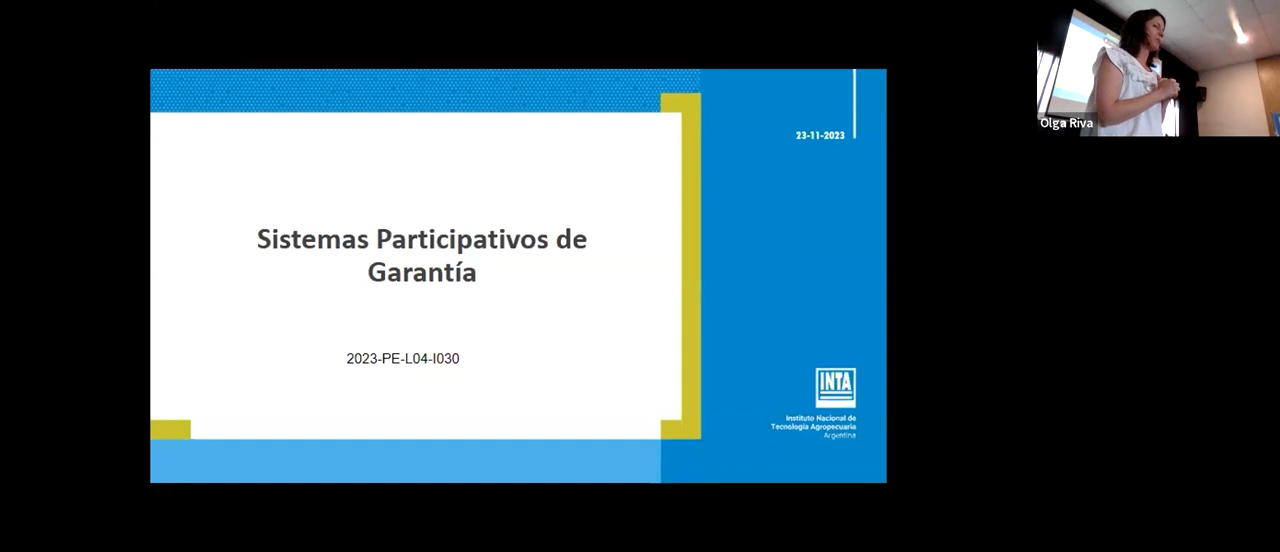 Olga Riva
23-11-2023
Sistemas Participativos de
Garantía
2023-PE-L04-I030
INTA
Instituto Nacional de
Tecnología Agropecuaria
Argentina